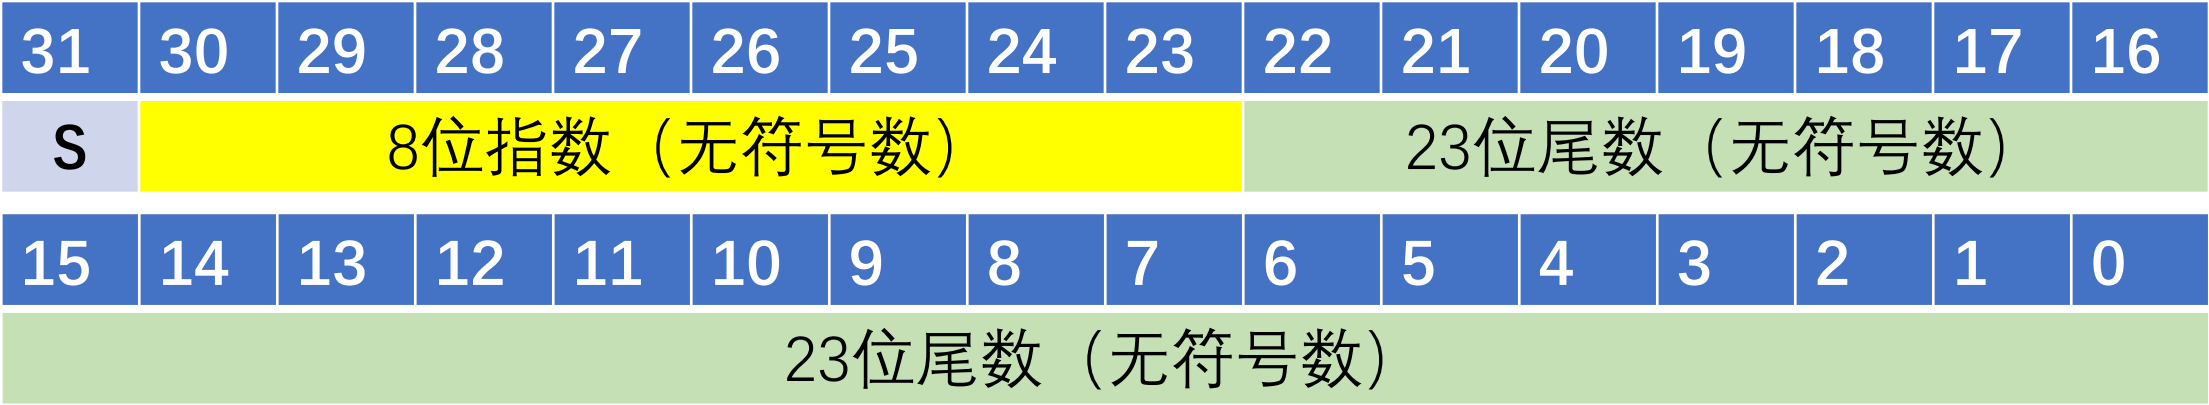 31 30 29 28 27 26 25 24 23 22 21 20 19 18 17 16
S 8位指数（无符号数） 23位尾数（无符号数）
15 14 13 12 11 10 9 8 7 6 5 4 3 2 1 0
23位尾数（无符号数）